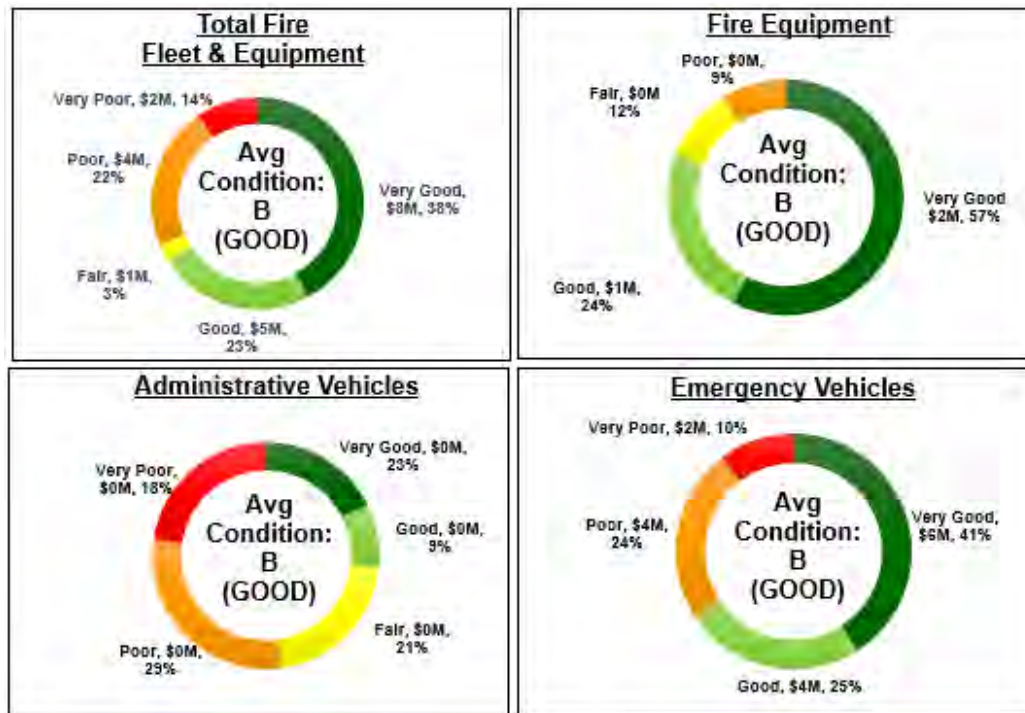 Total Fire
Fleet & Equipment
Very Poor, $2M, 14%
Poor, $4M,
22%
Fair, $1M,
3%
Good, $5M,
23%
Very Good,
$8M, 38%
Avg
Condition:
B
(GOOD)
Fire Equipment
Poor, $0M,
9%
Fair, $0M
12%
Good, $1M,
24%
Very Good
$2M, 57%
Avg
Condition:
B
(GOOD)
Administrative Vehicles
Very Poor,
$0M, 18%
Very Good, $0M,
23%
Good, $0M,
9%
Fair, $0M,
21%
Poor, $0M,
29%
Avg
Condition:
B
(GOOD)
Emergency Vehicles
Very Poor, $2M, 10%
Poor, $4M,
24%
Very Good,
$6M, 41%
Good, $4M, 25%
Avg
Condition:
B
(GOOD)